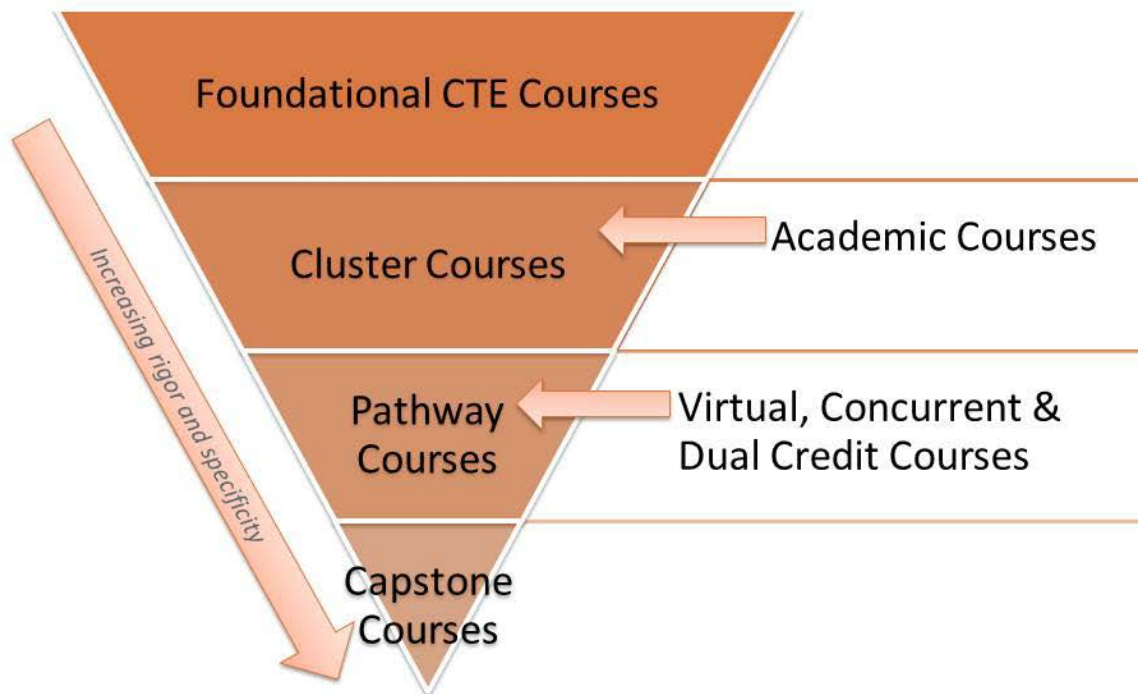 Foundational CTE Courses
Increasing rigor and specificity
Cluster Courses
Academic Courses
Pathway
Courses
Virtual, Concurrent &
Dual Credit Courses
Capstone
Courses